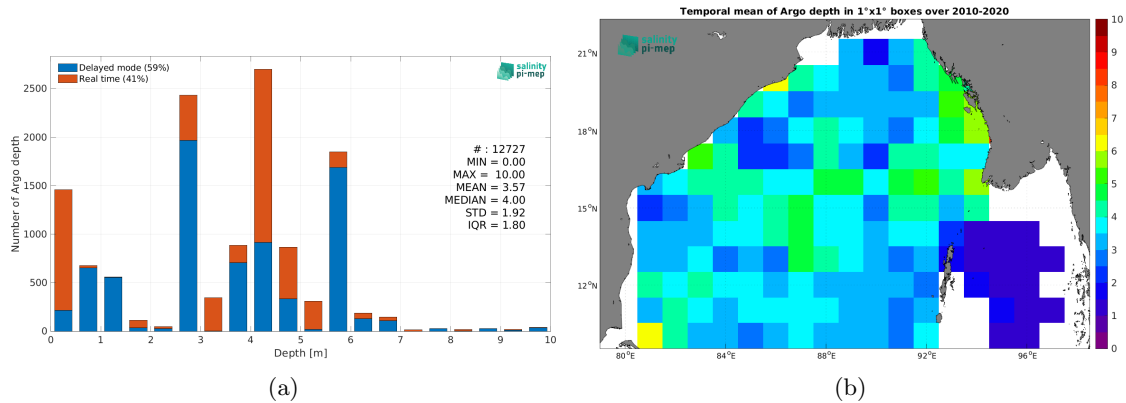 Delayed mode (59%)
Real time (41%)
salinity
pi-mep
2500
2000
1500
1000
500
0
Number of Argo depth
# : 12727
MIN = 0.00
MAX = 10.00
MEAN = 3.57
MEDIAN = 4.00
STD = 1.92
IQR = 1.80
0 1 2 3 4 5 6 7 8 9 10
Depth [m]
(a)
Temporal mean of Argo depth in 1°x1° boxes over 2010-2020
salinity
pi-mep
21°N
18°N
15°N
12°N
80°E 84°E 88°E 92°E 96°E
10
9
8
7
6
5
4
3
2
1
0
(b)